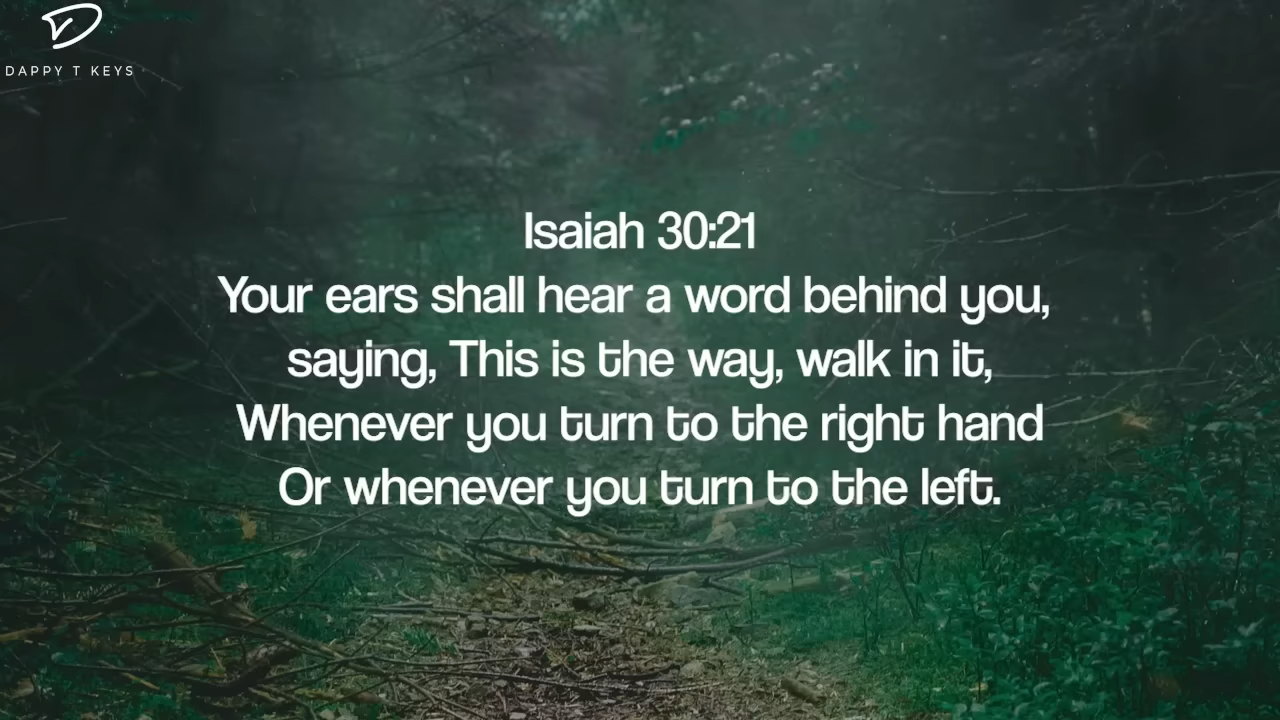 DAPPY T KEYS
Isaiah 30:21
Your ears shall hear a word behind you,
saying, This is the way, walk in it,
Whenever you turn to the right hand
Or whenever you turn to the left.